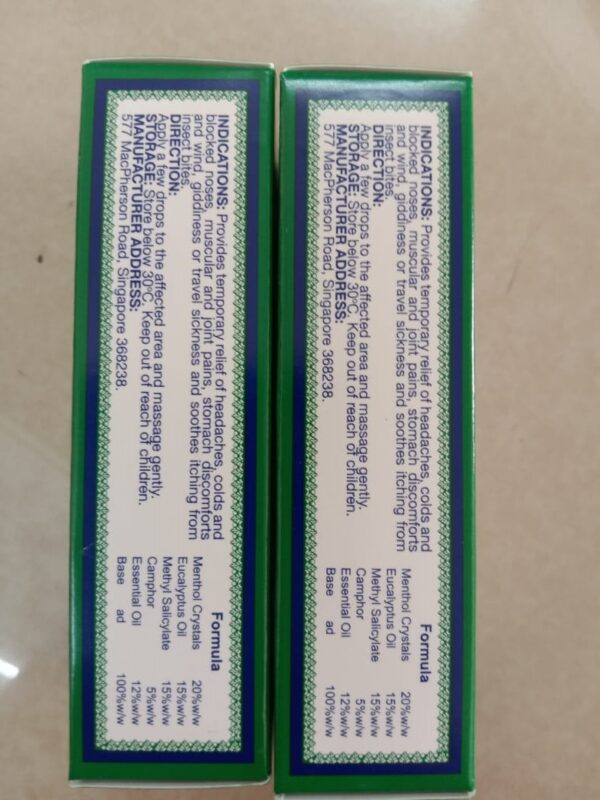 INDICATIONS: Provides temporary relief of headaches, colds and
blocked noses, muscular and joint pains, stomach discomforts
and wind, giddiness or travel sickness and soothes itching from
insect bites.
DIRECTION:
Apply a few drops to the affected area and massage gently.
STORAGE: Store below 30°C. Keep out of reach of children.
MANUFACTURER ADDRESS:
577 MacPherson Road, Singapore 368238.
Formula
Menthol Crystals 20%w/w
Eucalyptus Oil 15%w/w
Methyl Salicylate 15%w/w
Camphor 5%w/w
Essential Oil 12%w/w
Base ad 100%w/w
INDICATIONS: Provides temporary relief of headaches, colds and
blocked noses, muscular and joint pains, stomach discomforts
and wind, giddiness or travel sickness and soothes itching from
insect bites.
DIRECTION:
Apply a few drops to the affected area and massage gently.
STORAGE: Store below 30°C. Keep out of reach of children.
MANUFACTURER ADDRESS:
577 MacPherson Road, Singapore 368238.
Formula
Menthol Crystals 20%w/w
Eucalyptus Oil 15%w/w
Methyl Salicylate 15%w/w
Camphor 5%w/w
Essential Oil 12%w/w
Base ad 100%w/w